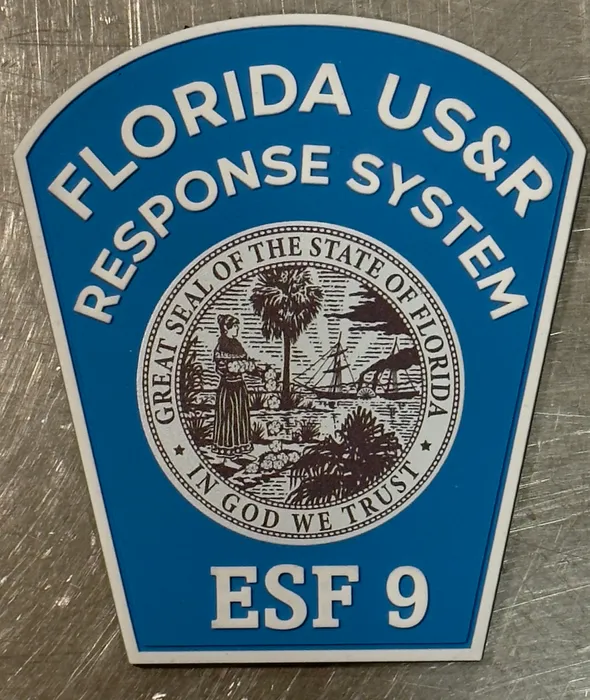 FLORIDA US&R
RESPONSE SYSTEM
GREAT SEAL OF THE STATE OF FLORIDA
★ IN GOD WE TRUST ★
ESF 9